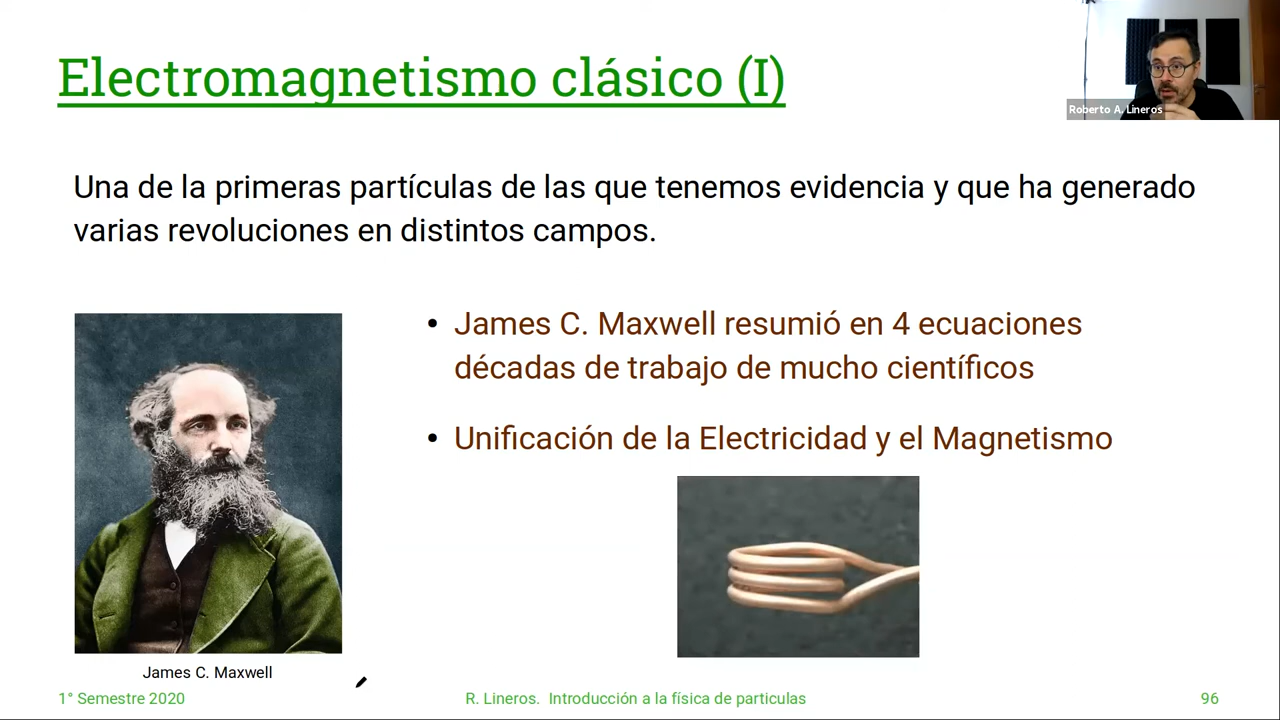 Electromagnetismo clásico (I)
Roberto A. Lineros
Una de la primeras partículas de las que tenemos evidencia y que ha generado
varias revoluciones en distintos campos.
• James C. Maxwell resumió en 4 ecuaciones
décadas de trabajo de mucho científicos
• Unificación de la Electricidad y el Magnetismo
James C. Maxwell
1° Semestre 2020
R. Lineros. Introducción a la física de particulas
96